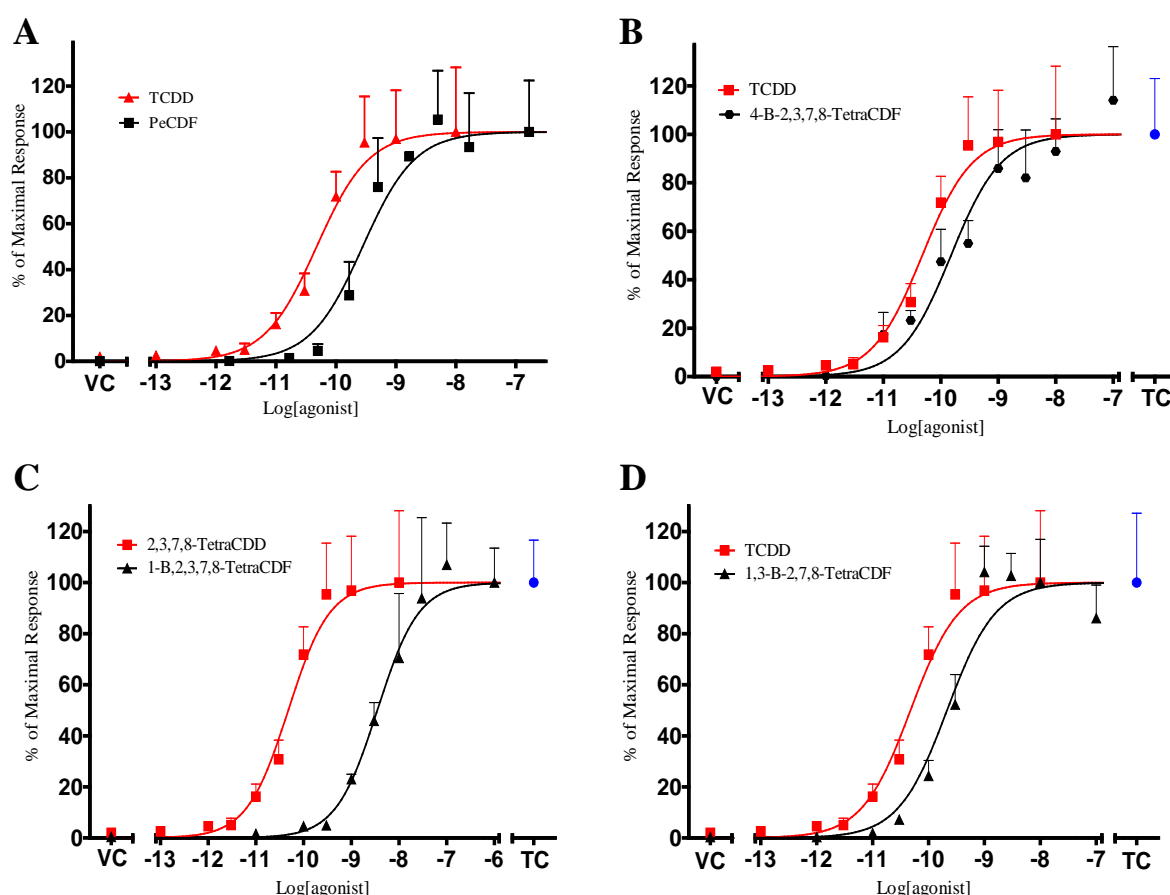 A
% of Maximal Response
120
100
80
60
40
20
0
TCDD
PeCDF
VC
-13 -12 -11 -10 -9 -8 -7
Log[agonist]
B
% of Maximal Response
120
100
80
60
40
20
0
TCDD
4-B-2,3,7,8-TetraCDF
VC
-13 -12 -11 -10 -9 -8 -7
TC
Log[agonist]
C
% of Maximal Response
120
100
80
60
40
20
0
2,3,7,8-TetraCDD
1-B,2,3,7,8-TetraCDF
VC
-13 -12 -11 -10 -9 -8 -7 -6
TC
Log[agonist]
D
% of Maximal Response
120
100
80
60
40
20
0
TCDD
1,3-B-2,7,8-TetraCDF
VC
-13 -12 -11 -10 -9 -8 -7
TC
Log[agonist]